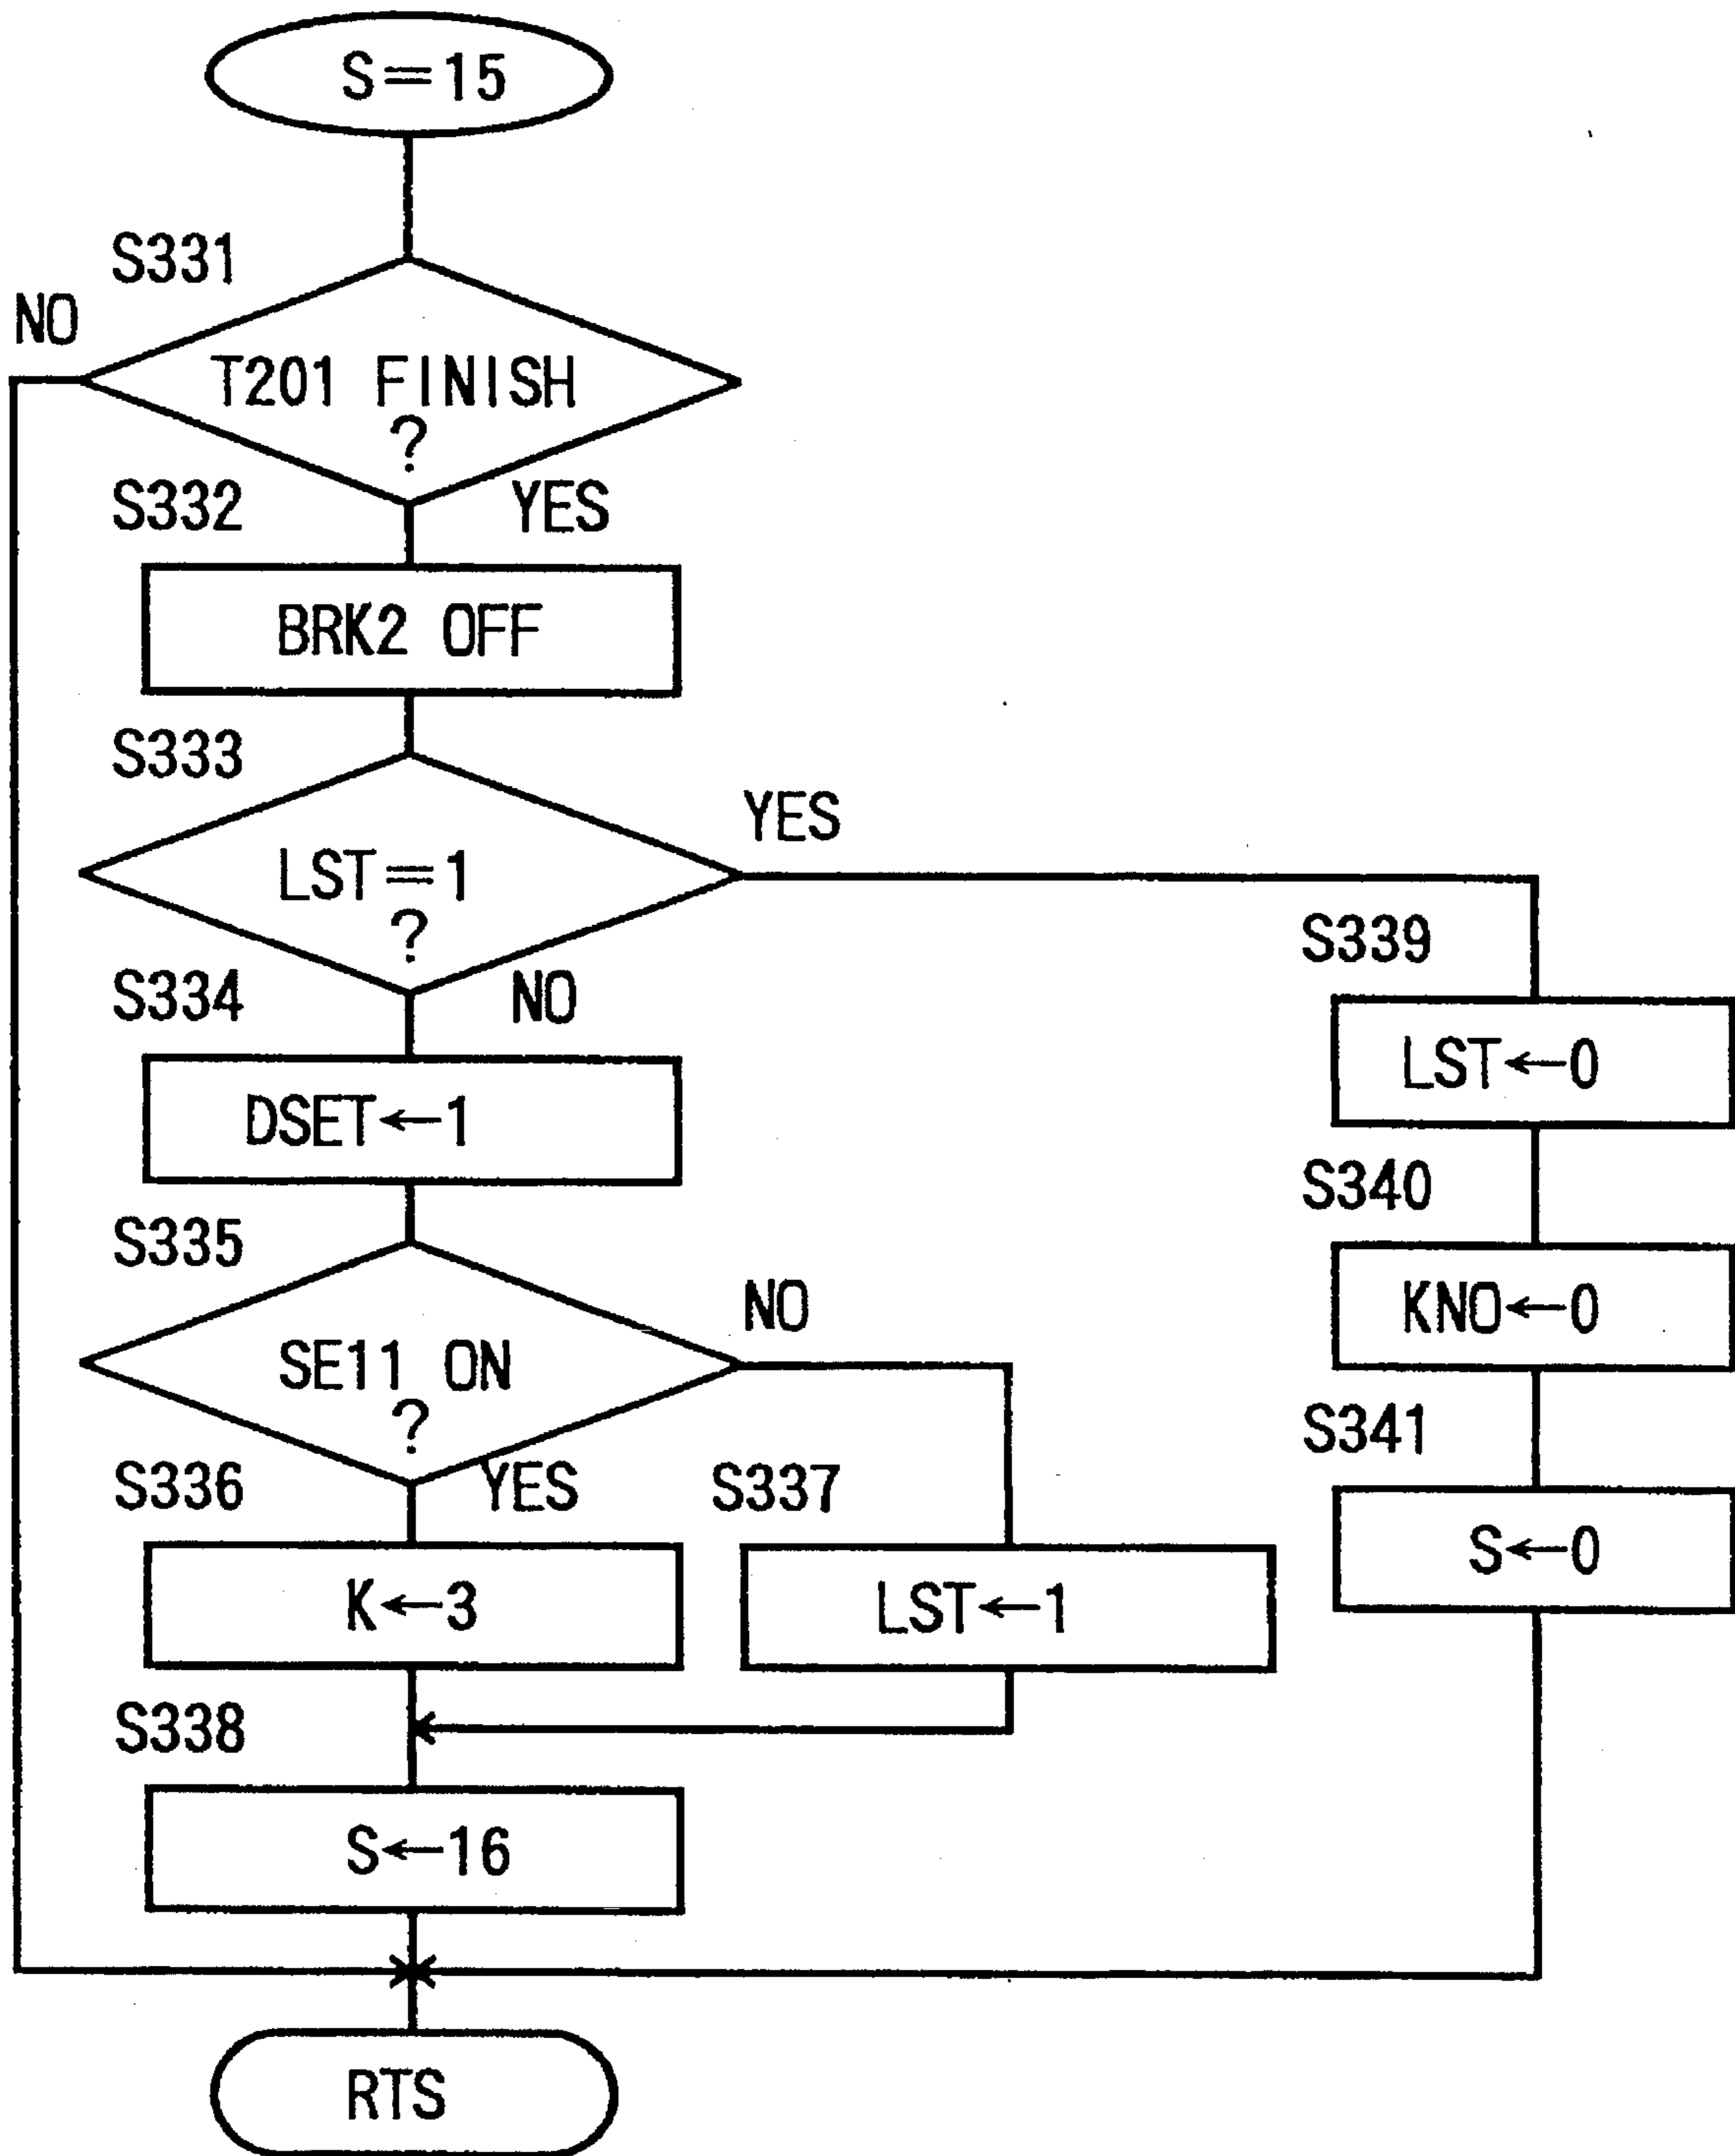 S=15
S331
NO
T201 FINISH
?
S332
YES
BRK2 OFF
S333
YES
LST=1
?
S339
S334
NO
LST←0
DSET←1
S340
S335
NO
KNO←0
SE11 ON
?
S341
S336
YES
S337
S←0
K←3
LST←1
S338
S←16
RTS